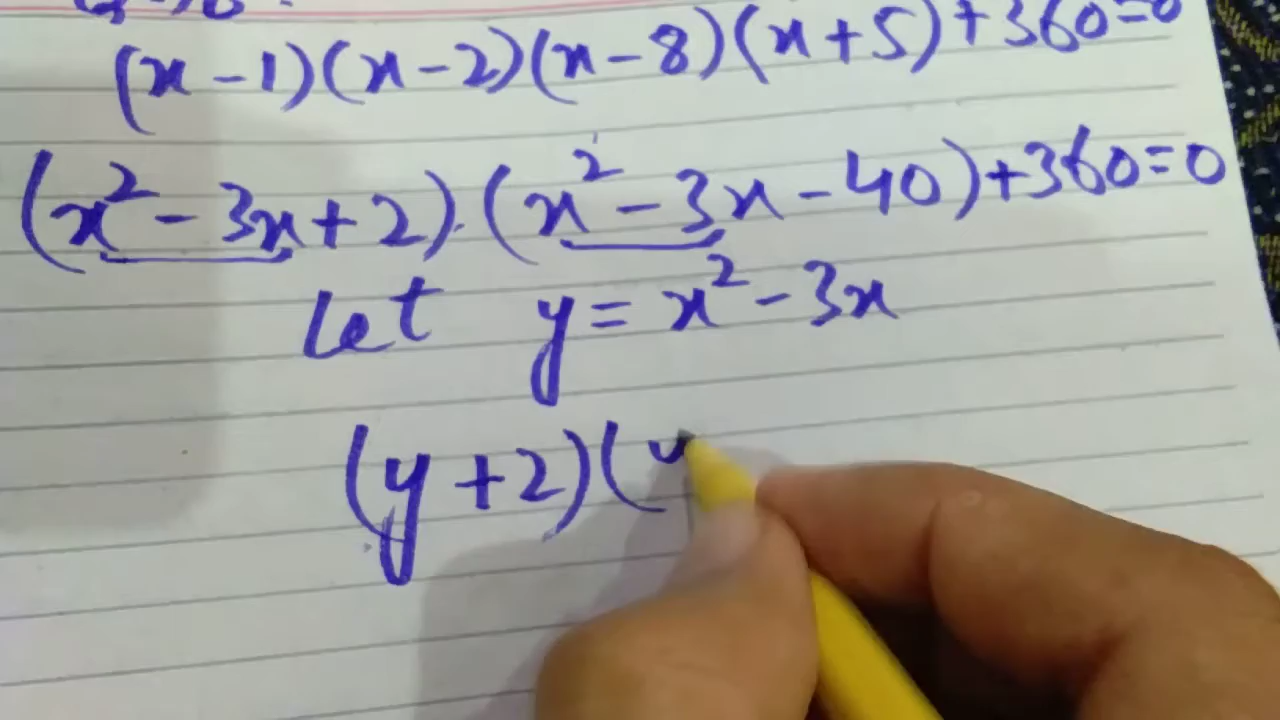 (x-1)(x-2)(x-8)(x+5)+360=0
(x²-3x+2).(x²-3x-40)+360=0
Let y=x²-3x
(y+2)(y